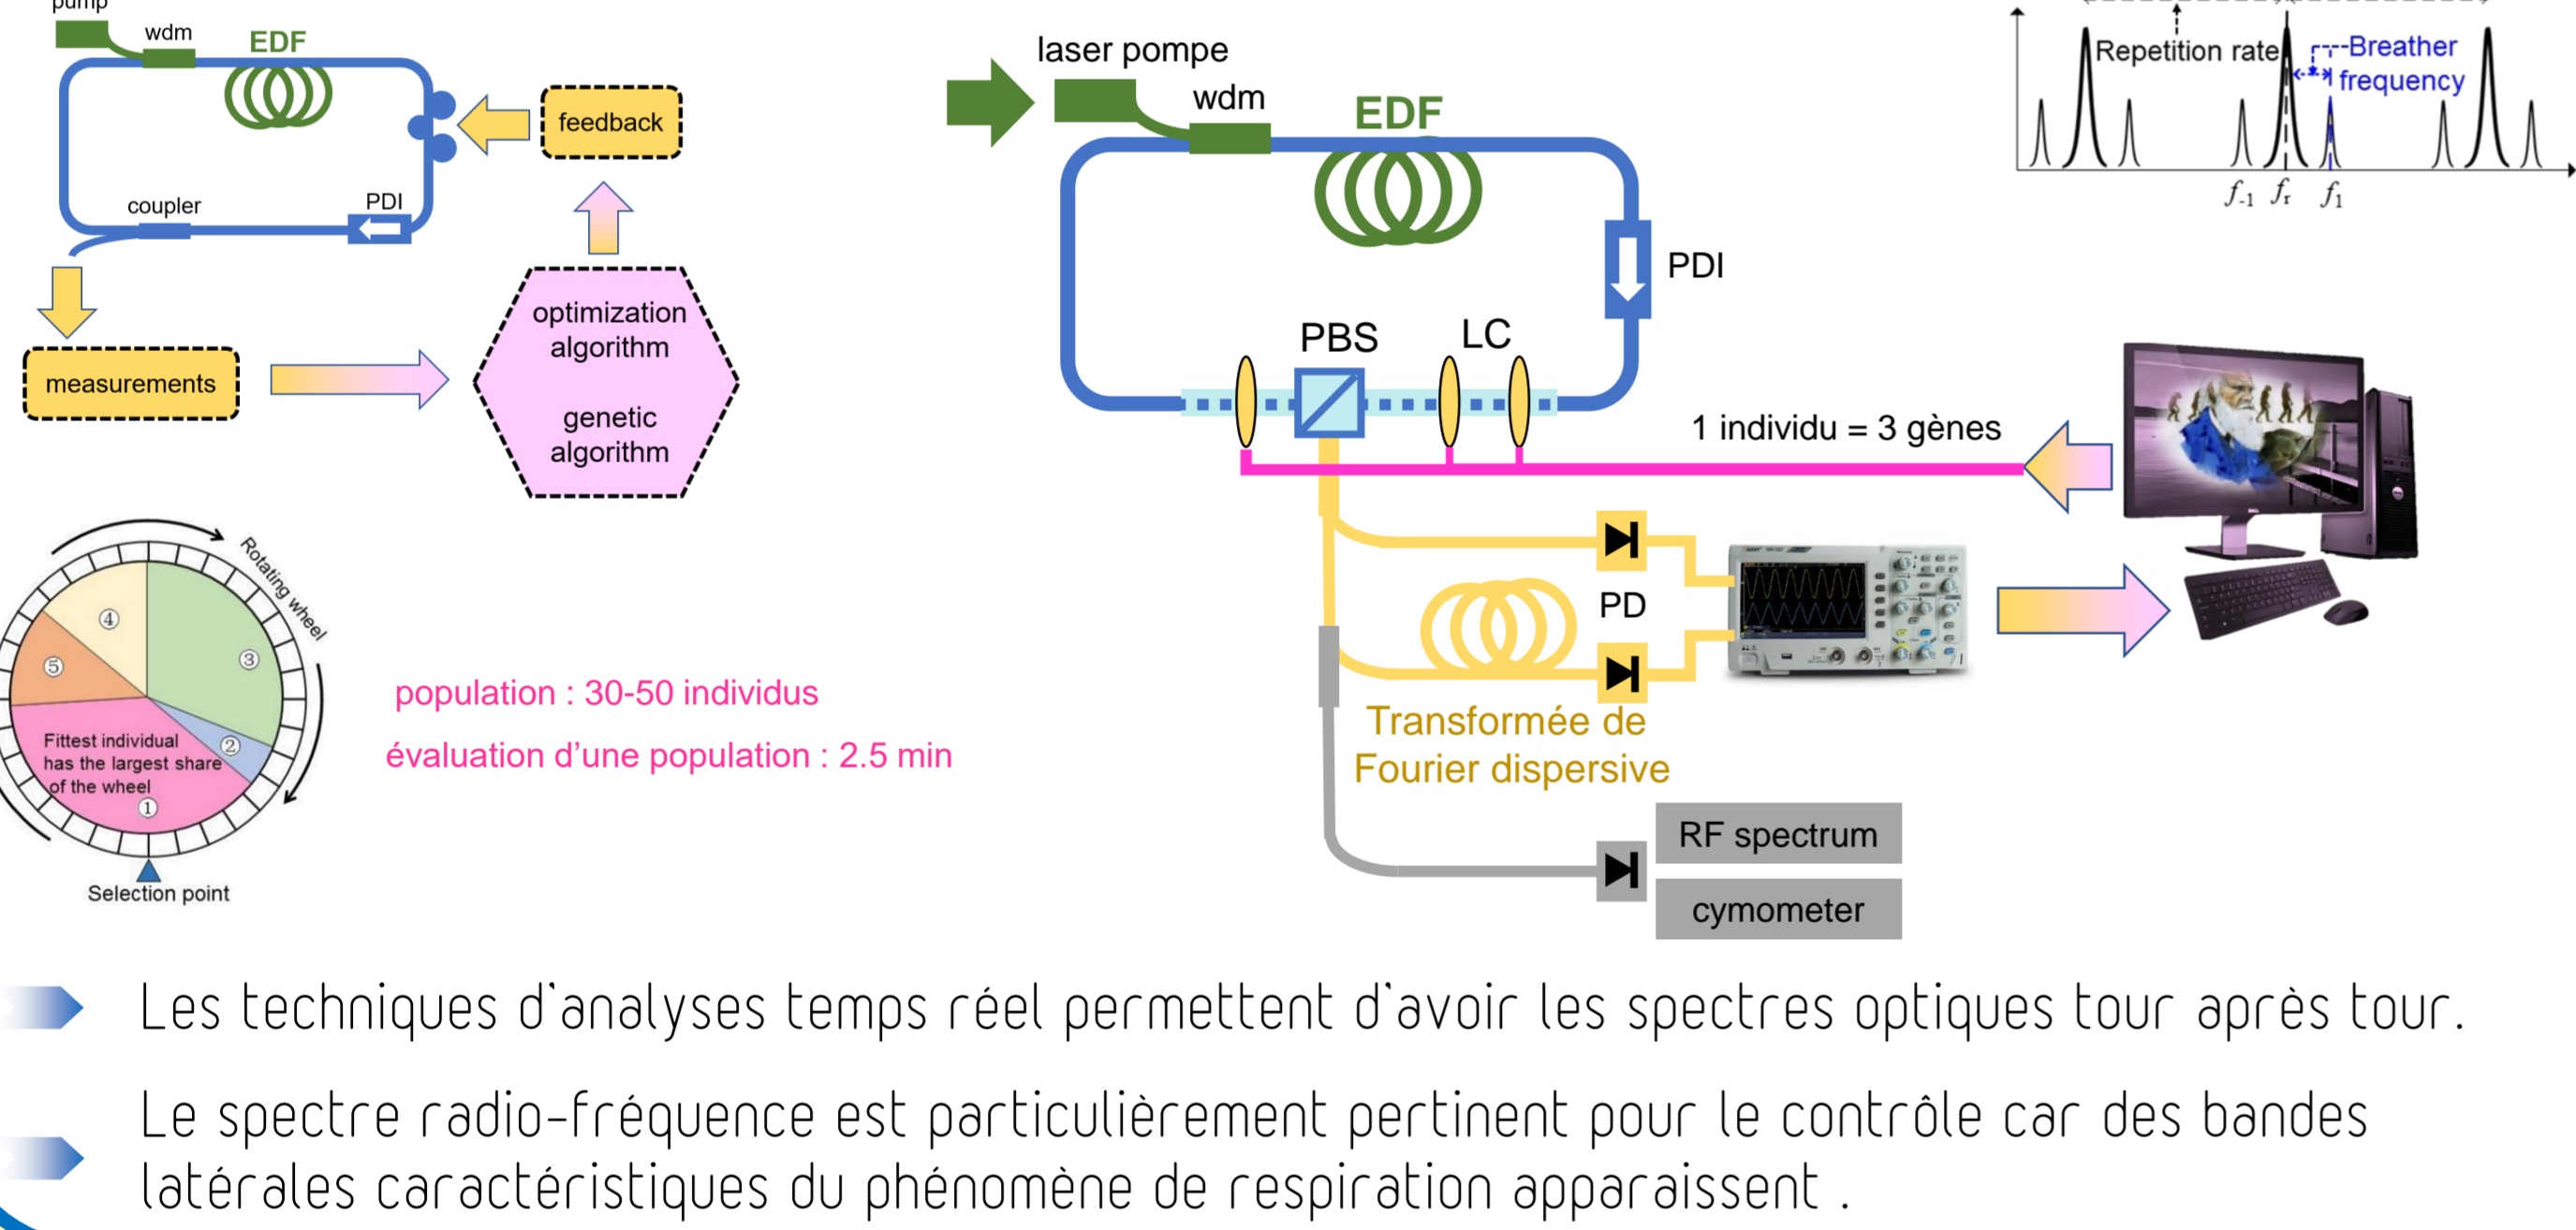 pump
wdm
EDF
feedback
coupler
PDI
measurements
optimization
algorithm
genetic
algorithm
Rotating wheel
④
③
⑤
②
Fittest individual
has the largest share
of the wheel
①
Selection point
population : 30-50 individus
évaluation d'une population : 2.5 min
laser pompe
wdm
EDF
PDI
PBS
LC
1 individu = 3 gènes
PD
Transformée de
Fourier dispersive
RF spectrum
cymometer
Repetition rate
Breather
frequency
f-1 fr f1
Les techniques d'analyses temps réel permettent d'avoir les spectres optiques tour après tour.
Le spectre radio-fréquence est particulièrement pertinent pour le contrôle car des bandes
latérales caractéristiques du phénomène de respiration apparaissent .